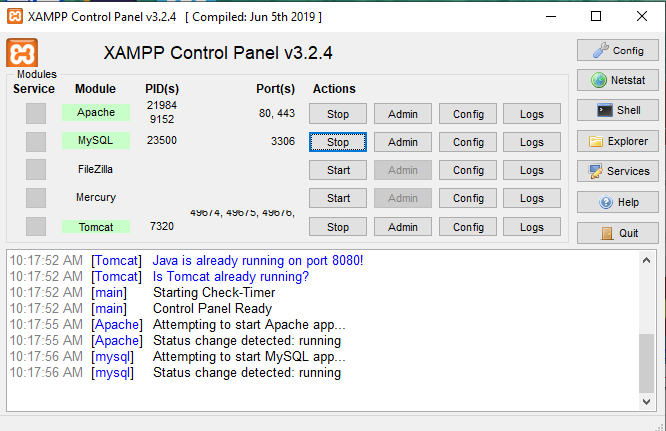 XAMPP Control Panel v3.2.4 [ Compiled: Jun 5th 2019 ]
XAMPP Control Panel v3.2.4
Config
Modules
Service Module PID(s) Port(s) Actions
Netstat
Apache 21984 9152 80, 443 Stop Admin Config Logs
Shell
MySQL 23500 3306 Stop Admin Config Logs
Explorer
FileZilla Start Admin Config Logs
Services
Mercury Start Admin Config Logs
Help
49674, 49675, 49676,
Tomcat 7320 Stop Admin Config Logs
Quit
10:17:52 AM [Tomcat] Java is already running on port 8080!
10:17:52 AM [Tomcat] Is Tomcat already running?
10:17:52 AM [main] Starting Check-Timer
10:17:52 AM [main] Control Panel Ready
10:17:55 AM [Apache] Attempting to start Apache app...
10:17:55 AM [Apache] Status change detected: running
10:17:56 AM [mysql] Attempting to start MySQL app...
10:17:56 AM [mysql] Status change detected: running